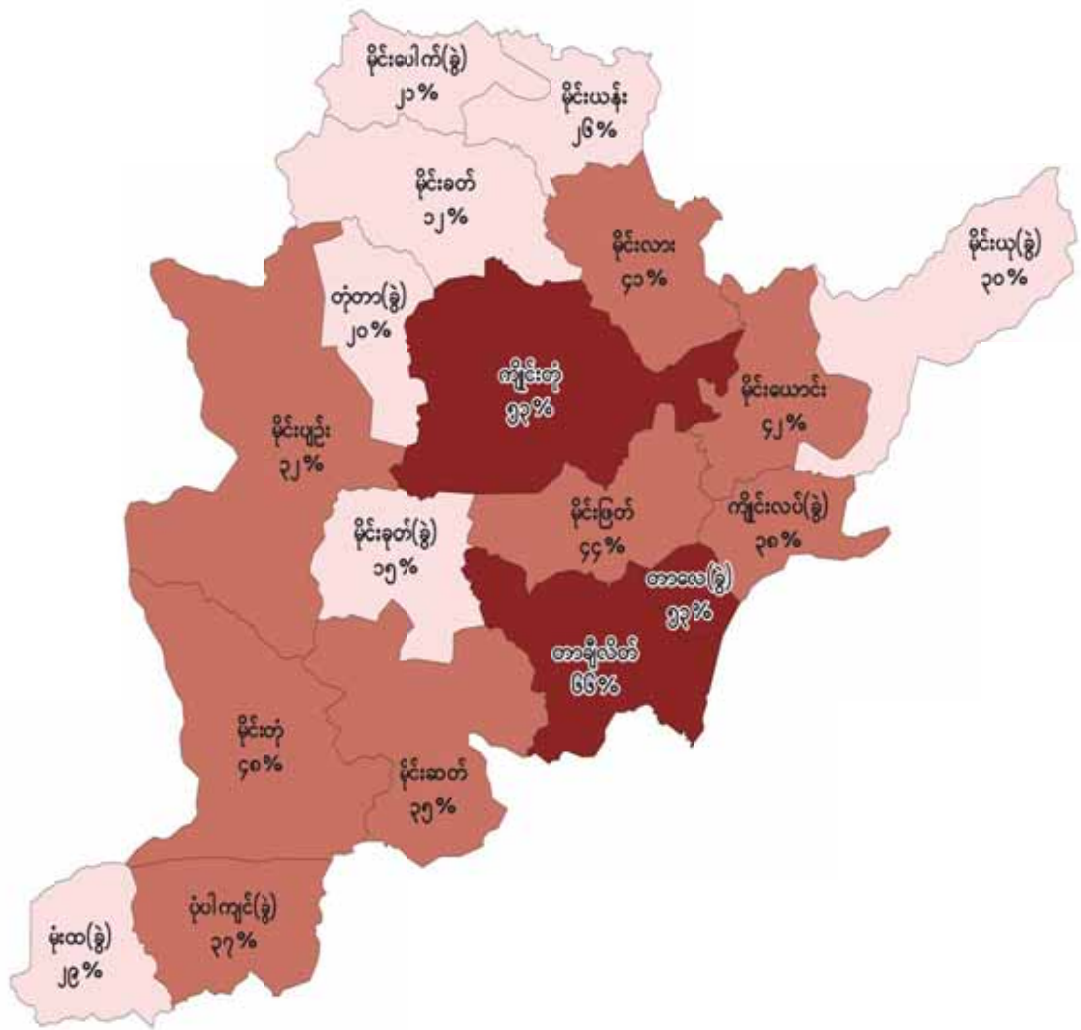 မိုင်းပေါက်(ခွဲ)
၂၁%
မိုင်းယန်း
၂၆%
မိုင်းခတ်
၁၂%
မိုင်းလား
၄၁%
မိုင်းယု(ခွဲ)
၃၀%
တုံတာ(ခွဲ)
၂၀%
ကျိုင်းတုံ
၅၃%
မိုင်းယောင်း
၄၂%
မိုင်းပျဉ်း
၃၂%
မိုင်းဖြတ်
၄၄%
ကျိုင်းလပ်(ခွဲ)
၃၈%
မိုင်းခုတ်(ခွဲ)
၁၅%
တာလေ(ခွဲ)
၅၃%
တာချီလိတ်
၆၆%
မိုင်းတုံ
၄၈%
မိုင်းဆတ်
၃၅%
ပုံပါကျင်(ခွဲ)
၃၇%
မုံးထ(ခွဲ)
၂၉%